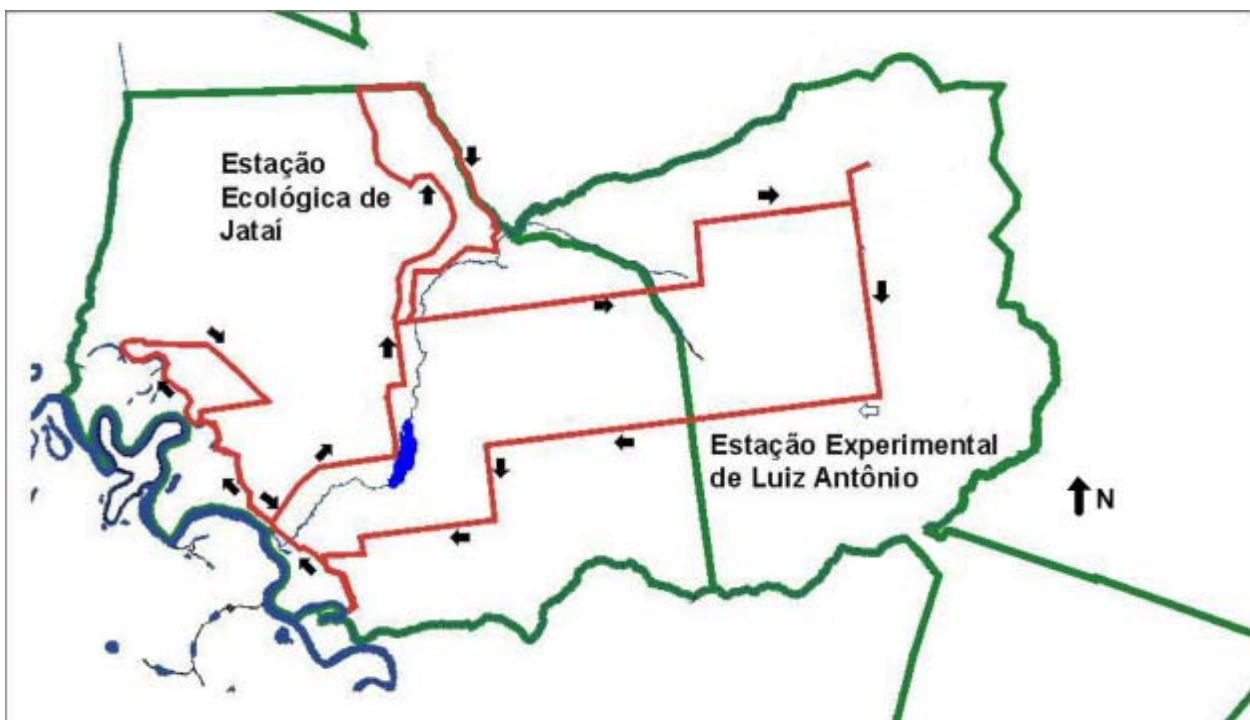 Estação
Ecológica de
Jataí
Estação Experimental
de Luiz Antônio
N